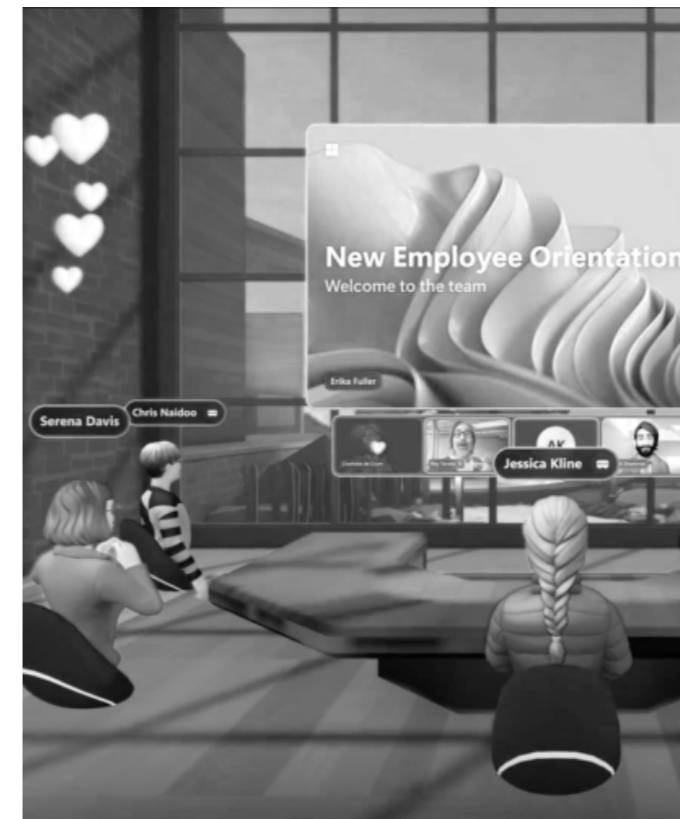 New Employee Orientation
Welcome to the team
Erika Fuller
Chris Naidoo
Serena Davis
AK
Jessica Kline